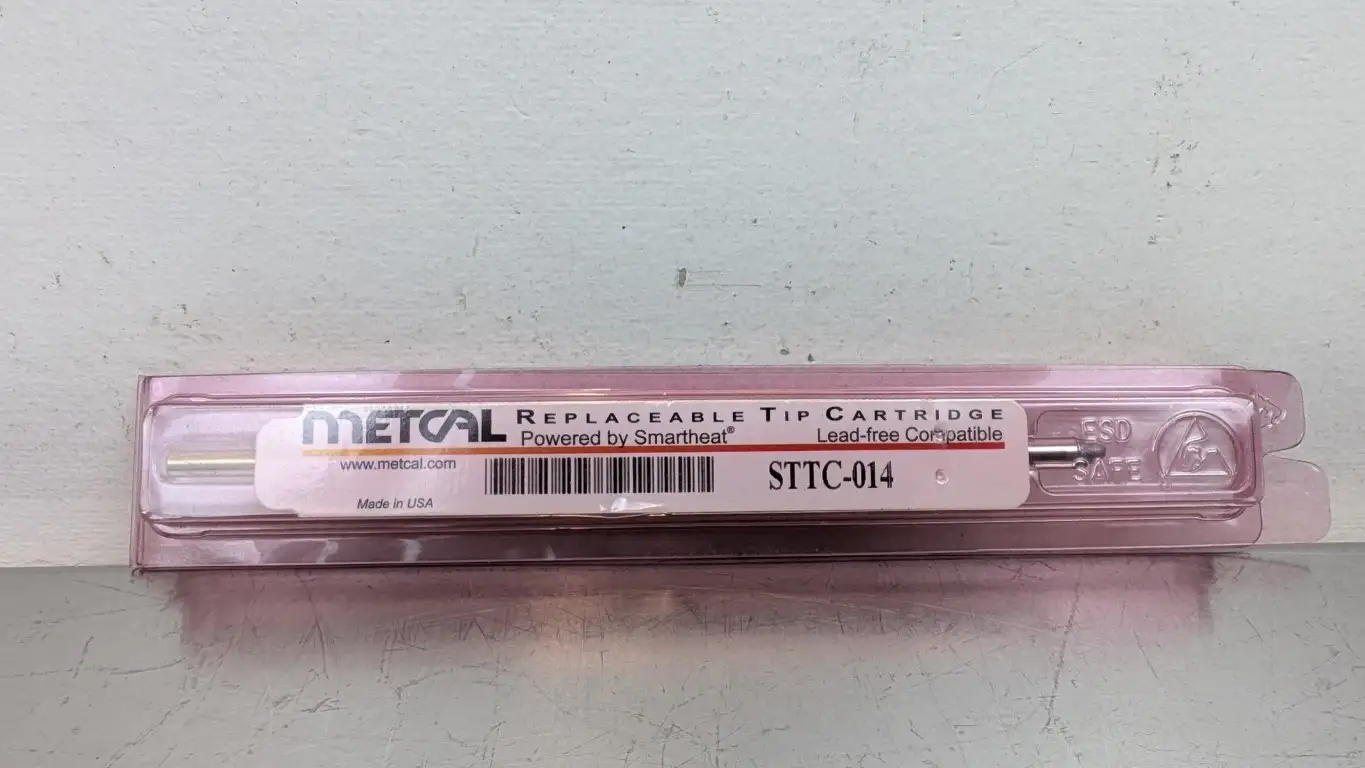 METCAL REPLACEABLE TIP CARTRIDGE
Powered by Smartheat® Lead-free Compatible
www.metcal.com
STTC-014
Made in USA
ESD
SAFE